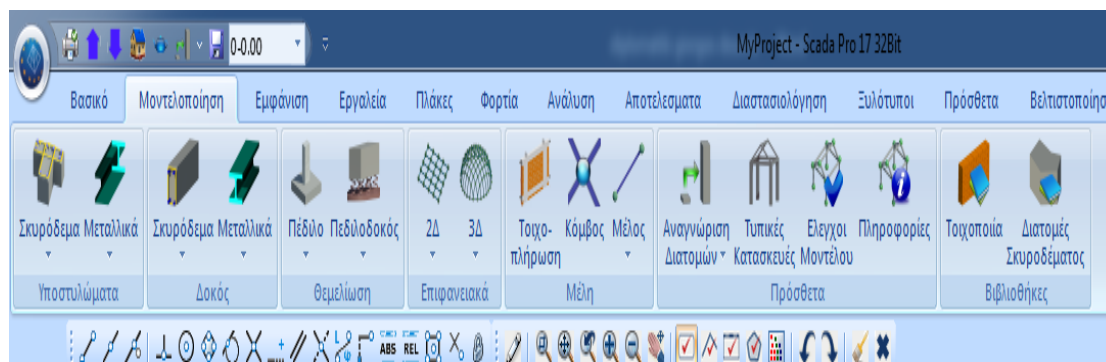 0-0.00
MyProject - Scada Pro 17 32Bit
Βασικό Μοντελοποίηση Εμφάνιση Εργαλεία Πλάκες Φορτία Ανάλυση Αποτελεσματα Διαστασιολόγηση Ξυλότυποι Πρόσθετα Βελτιστοποίησ
Σκυρόδεμα Μεταλλικά Σκυρόδεμα Μεταλλικά Πέδιλο Πεδιλοδοκός 2Δ 3Δ Τοιχο- Κόμβος Μέλος Αναγνώριση Τυπικές Ελεγχοι Πληροφορίες Τοιχοποιία Διατομές
πλήρωση Διατομών Κατασκευές Μοντέλου Σκυροδέματος
Υποστυλώματα Δοκός Θεμελίωση Επιφανειακά Μέλη Πρόσθετα Βιβλιοθήκες
ABS REL